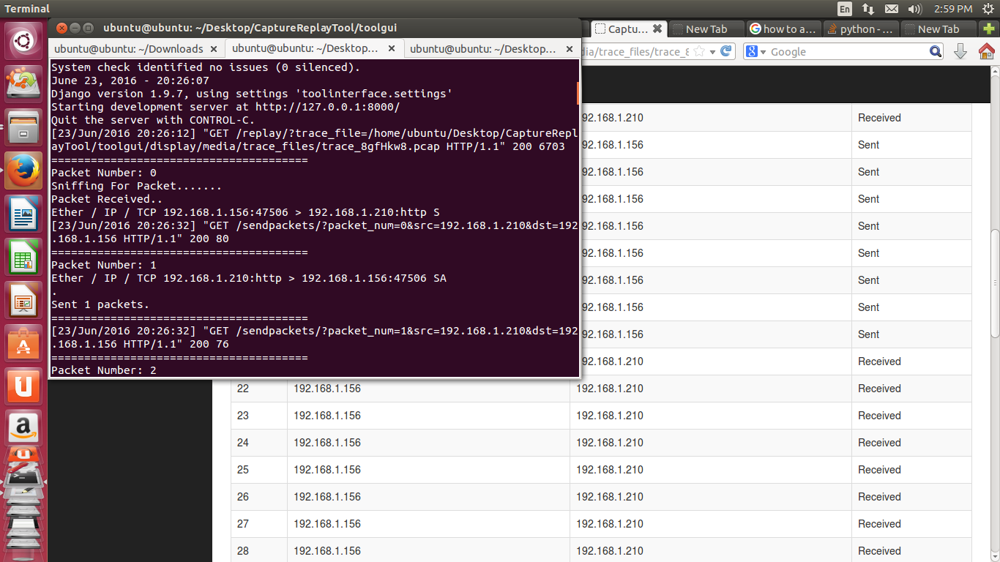 Terminal
En
2:59 PM
ubuntu@ubuntu: ~/Desktop/CaptureReplayTool/toolgui
ubuntu@ubuntu: ~/Downloads
ubuntu@ubuntu: ~/Desktop...
ubuntu@ubuntu: ~/Desktop...
System check identified no issues (0 silenced).
June 23, 2016 - 20:26:07
Django version 1.9.7, using settings 'toolinterface.settings'
Starting development server at http://127.0.0.1:8000/
Quit the server with CONTROL-C.
[23/Jun/2016 20:26:12] "GET /replay/?trace_file=/home/ubuntu/Desktop/CaptureRepl
ayTool/toolgui/display/media/trace_files/trace_8gfHkw8.pcap HTTP/1.1" 200 6703
=======================================
Packet Number: 0
Sniffing For Packet.......
Packet Received..
Ether / IP / TCP 192.168.1.156:47506 > 192.168.1.210:http S
[23/Jun/2016 20:26:32] "GET /sendpackets/?packet_num=0&src=192.168.1.210&dst=192
.168.1.156 HTTP/1.1" 200 80
=======================================
Packet Number: 1
Ether / IP / TCP 192.168.1.210:http > 192.168.1.156:47506 SA
.
Sent 1 packets.
=======================================
[23/Jun/2016 20:26:32] "GET /sendpackets/?packet_num=1&src=192.168.1.210&dst=192
.168.1.156 HTTP/1.1" 200 76
=======================================
Packet Number: 2
Captu...
New Tab
how to a...
python - ...
New Tab
dia/trace_files/trace_8
Google
92.168.1.210 Received
92.168.1.156 Sent
92.168.1.156 Sent
92.168.1.156 Sent
92.168.1.156 Sent
92.168.1.156 Sent
92.168.1.156 Sent
92.168.1.156 Sent
92.168.1.156 Sent
92.168.1.210 Received
22 192.168.1.156 192.168.1.210 Received
23 192.168.1.156 192.168.1.210 Received
24 192.168.1.156 192.168.1.210 Received
25 192.168.1.156 192.168.1.210 Received
26 192.168.1.156 192.168.1.210 Received
27 192.168.1.156 192.168.1.210 Received
28 192.168.1.156 192.168.1.210 Received